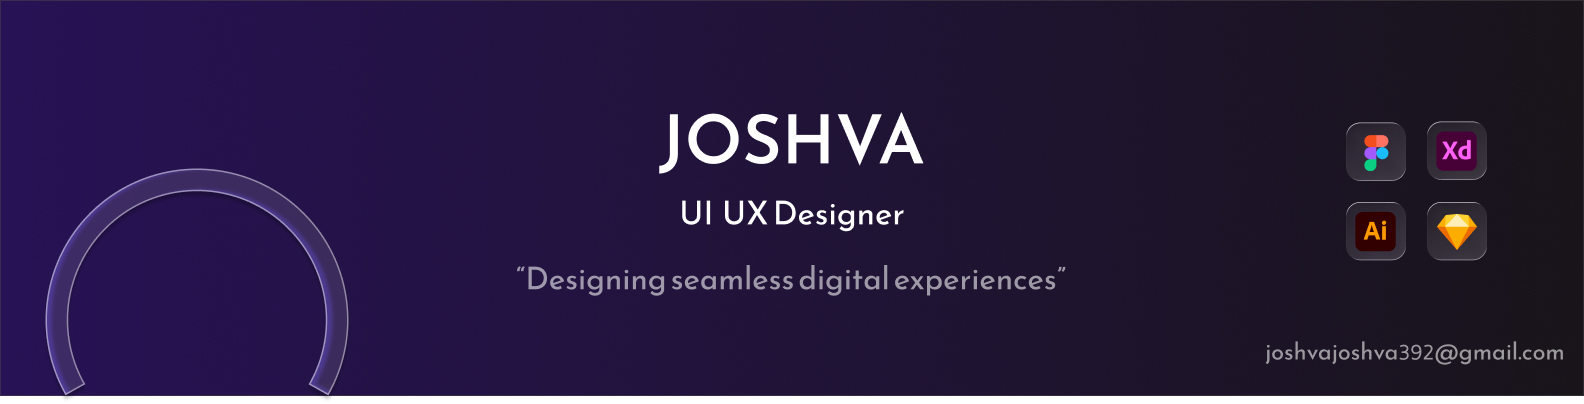 JOSHVA
UI UX Designer
“Designing seamless digital experiences”
Xd
Ai
joshvajoshva392@gmail.com